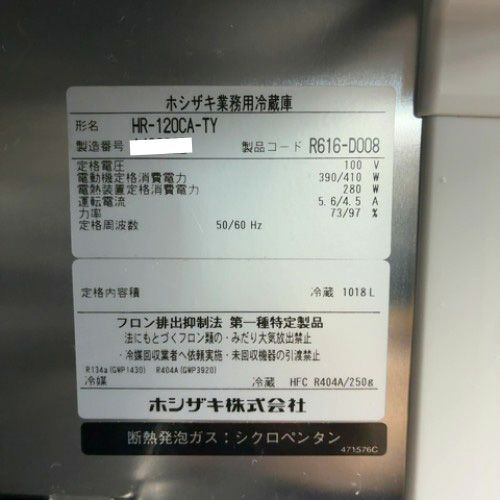 ホシザキ業務用冷蔵庫
形名 HR-120CA-TY
製造番号 製品コード R616-D008
定格電圧 100 V
電動機定格消費電力 390/410 W
電熱装置定格消費電力 280 W
運転電流 5.6/4.5 A
力率 73/97 %
定格周波数 50/60 Hz
定格内容積 冷蔵 1018L
フロン排出抑制法 第一種特定製品
法にもとづくフロン類の・みだり大気放出禁止
・冷媒回収業者へ依頼実施・未回収機器の引渡禁止
R134a(GWP1430) R404A(GWP3920)
冷媒 冷蔵 HFC R404A/250g
ホシザキ株式会社
断熱発泡ガス：シクロペンタン
471576C